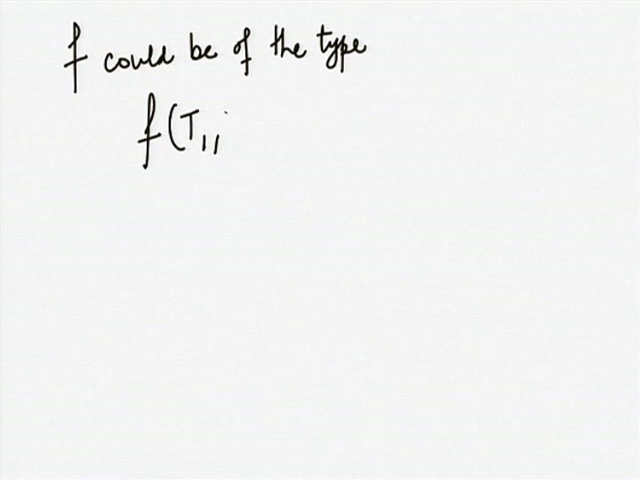 f could be of the type
f(T₁,